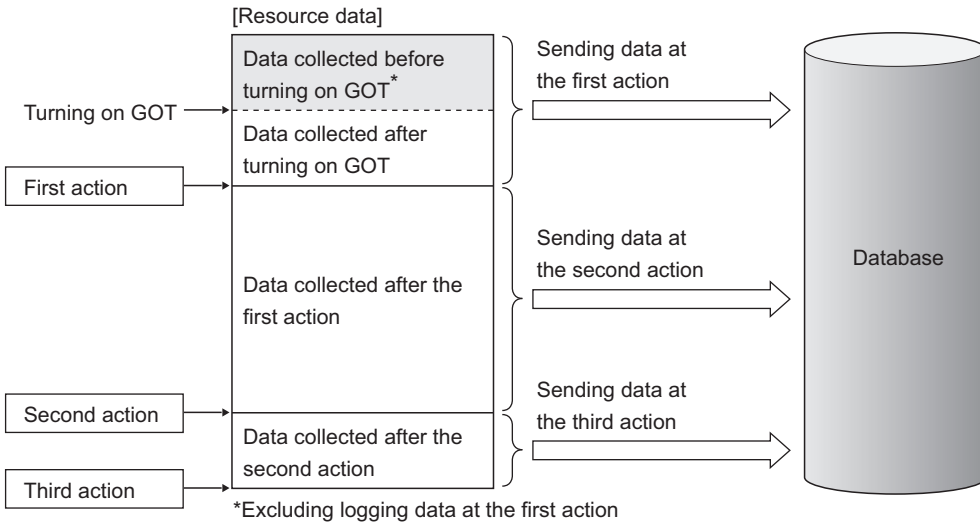 [Resource data]
Data collected before
turning on GOT*
Sending data at
the first action
Turning on GOT
Data collected after
turning on GOT
First action
Data collected after the
first action
Sending data at
the second action
Database
Second action
Data collected after the
second action
Sending data at
the third action
Third action
*Excluding logging data at the first action